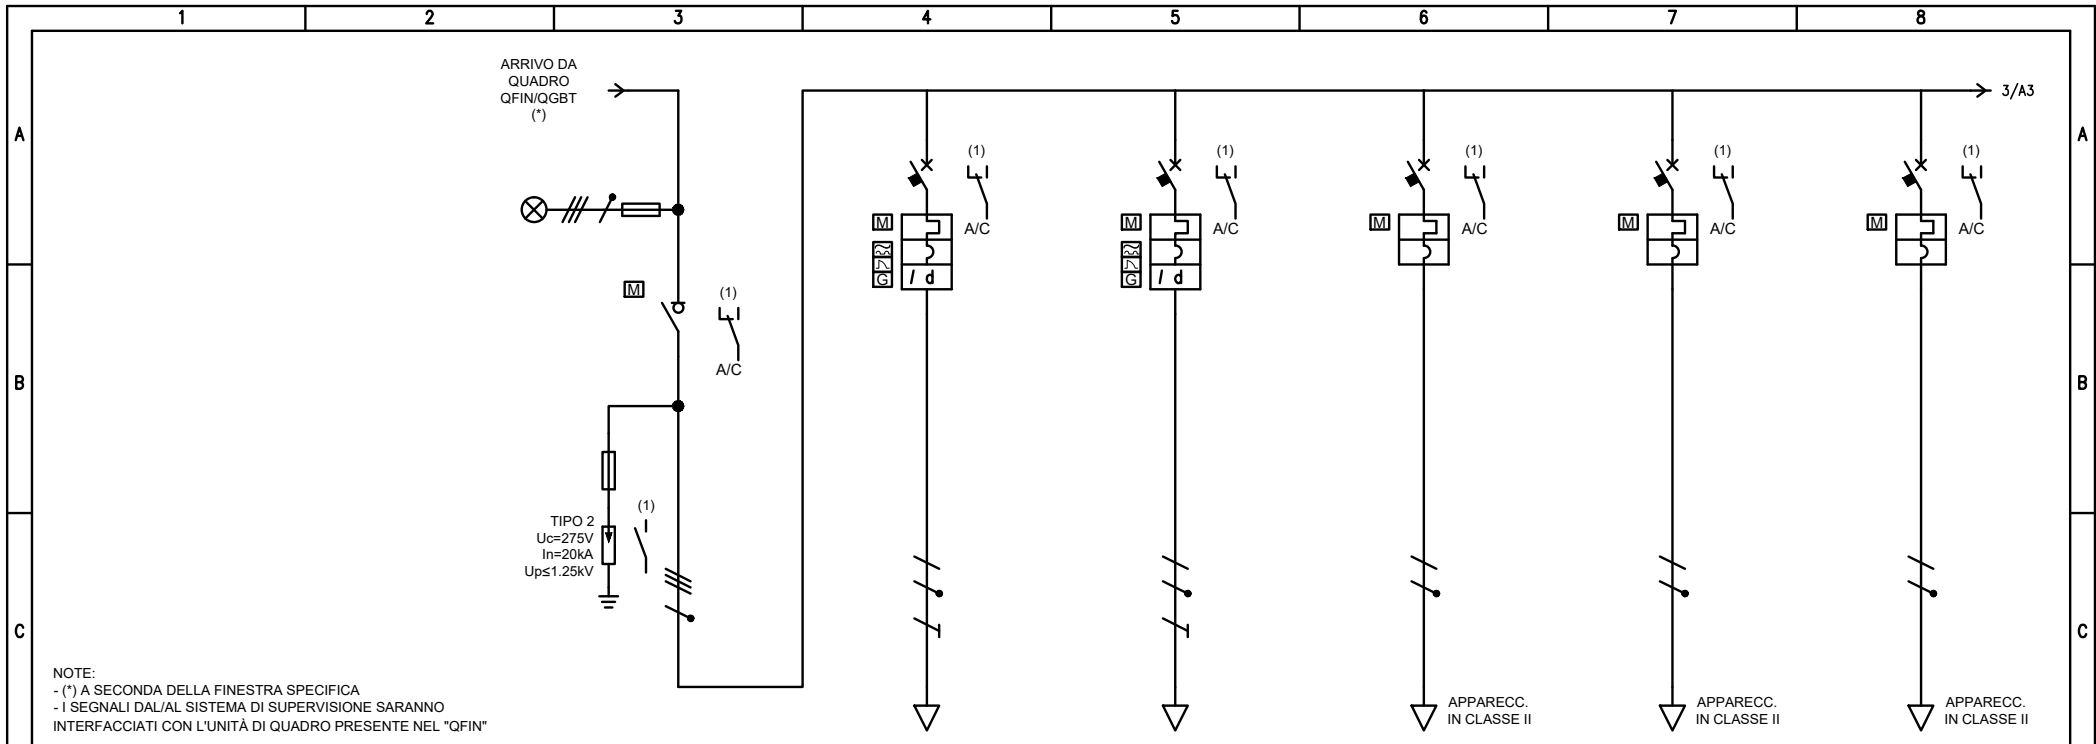 1 2 3 4 5 6 7 8
ARRIVO DA
QUADRO
QFIN/QGBT
(*)
3/A3
A A
(1) (1) (1) (1) (1)
M M M M M
A/C A/C A/C A/C A/C
G I d G I d
M (1)
A/C
B B
(1)
TIPO 2
Uc=275V
In=20kA
Up≤1.25kV
C C
NOTE:
- (*) A SECONDA DELLA FINESTRA SPECIFICA
- I SEGNALI DAL/AL SISTEMA DI SUPERVISIONE SARANNO
INTERFACCIATI CON L'UNITÀ DI QUADRO PRESENTE NEL "QFIN"
APPARECC.
IN CLASSE II
APPARECC.
IN CLASSE II
APPARECC.
IN CLASSE II